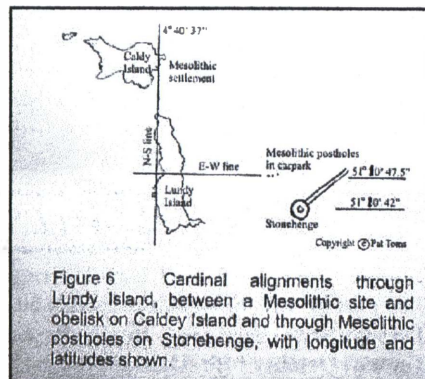 4° 40' 37"
Caldy
Island
Mesolithic
settlement
N-S line
E-W line
Lundy
Island
Mesolithic postholes
in carpark
51° 10' 47.5"
51° 10' 42"
Stonehenge
Copyright © Pat Toms
Figure 6 Cardinal alignments through
Lundy Island, between a Mesolithic site and
obelisk on Caldey Island and through Mesolithic
postholes on Stonehenge, with longitude and
latitudes shown.